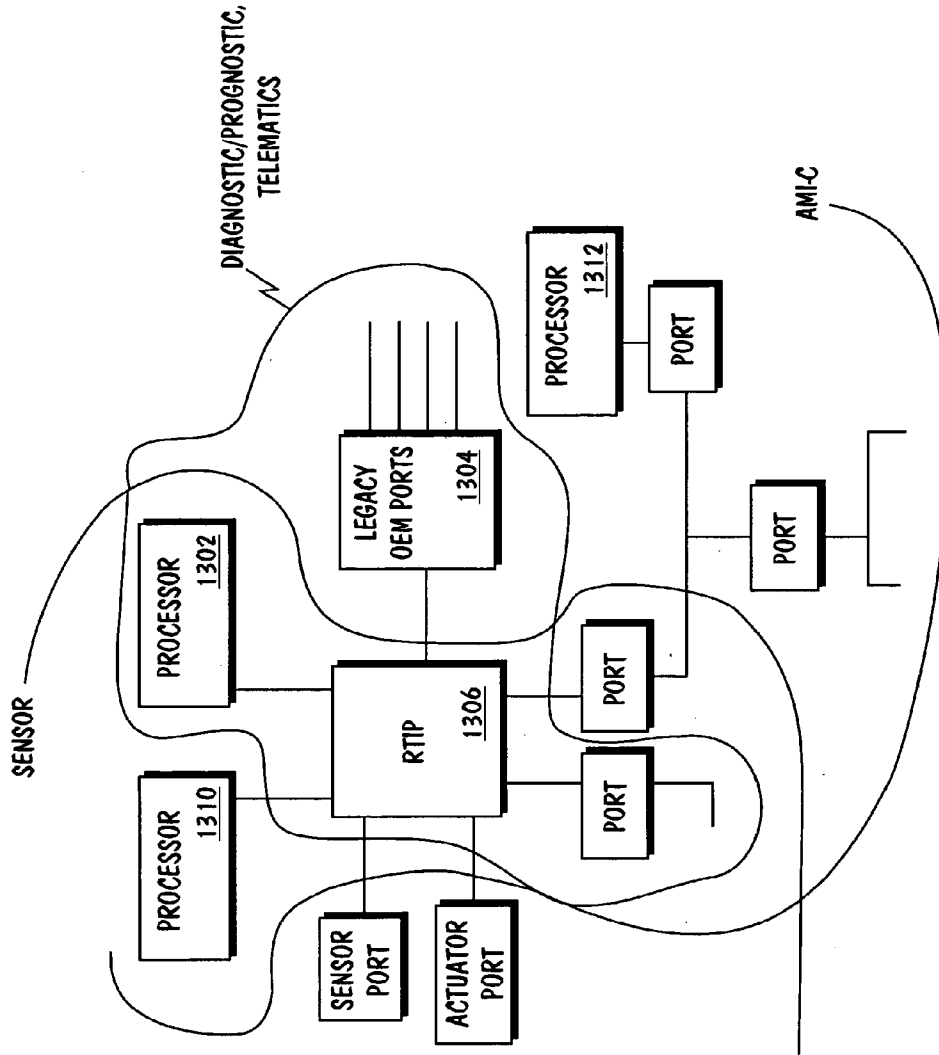 SENSOR
DIAGNOSTIC/PROGNOSTIC,
TELEMATICS
PROCESSOR
1310
PROCESSOR
1302
LEGACY
OEM PORTS
1304
PROCESSOR
1312
SENSOR
PORT
ACTUATOR
PORT
RTIP
1306
PORT
PORT
PORT
PORT
AMI-C